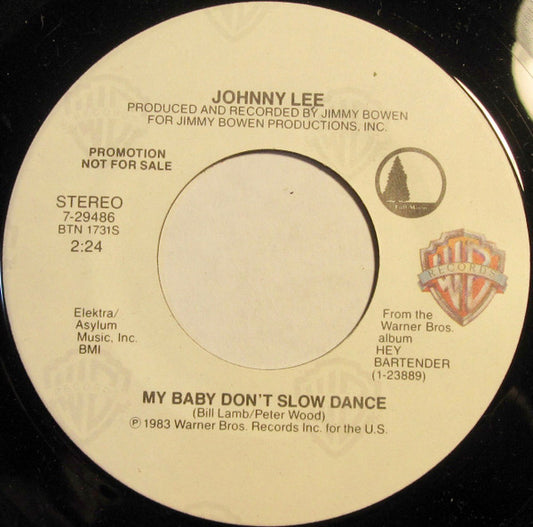 JOHNNY LEE
PRODUCED AND RECORDED BY JIMMY BOWEN
FOR JIMMY BOWEN PRODUCTIONS, INC.
PROMOTION
NOT FOR SALE
Full Moon
STEREO
7-29486
BTN 1731S
2:24
RECORDS
Elektra/
Asylum
Music, Inc.
BMI
From the
Warner Bros.
album
HEY
BARTENDER
(1-23889)
MY BABY DON'T SLOW DANCE
(Bill Lamb/Peter Wood)
℗ 1983 Warner Bros. Records Inc. for the U.S.